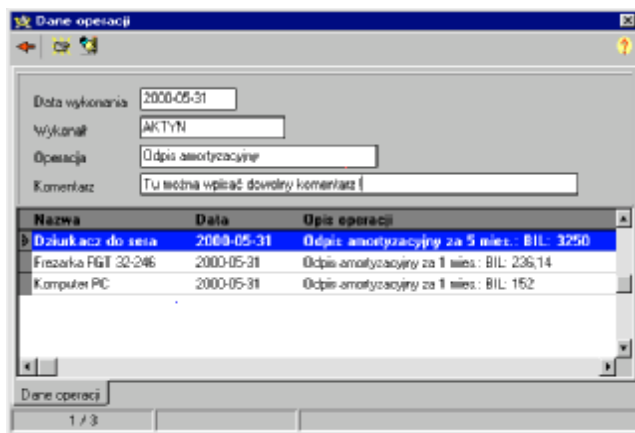 Dane operacji
Data wykonania 2000-05-31
Wykonał AKTYN
Operacja Odpis amortyzacyjny
Komentarz Tu można wpisać dowolny komentarz !
Nazwa Data Opis operacji
Dziurkacz do sera 2000-05-31 Odpis amortyzacyjny za 5 mies.: BIL: 3250
Frezarka FGT 32-246 2000-05-31 Odpis amortyzacyjny za 1 mies.: BIL: 236,14
Komputer PC 2000-05-31 Odpis amortyzacyjny za 1 mies.: BIL: 152
Dane operacji
1 / 3